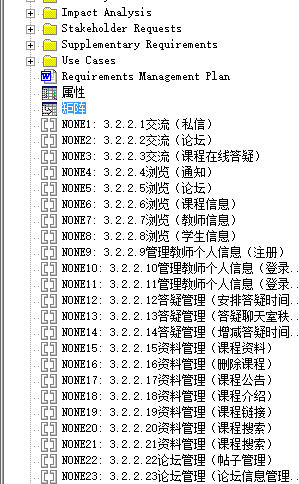 Impact Analysis
Stakeholder Requests
Supplementary Requirements
Use Cases
Requirements Management Plan
属性
矩阵
NONE1: 3.2.2.1交流（私信）
NONE2: 3.2.2.2交流（论坛）
NONE3: 3.2.2.3交流（课程在线答疑）
NONE4: 3.2.2.4浏览（通知）
NONE5: 3.2.2.5浏览（论坛）
NONE6: 3.2.2.6浏览（课程信息）
NONE7: 3.2.2.7浏览（教师信息）
NONE8: 3.2.2.8浏览（学生信息）
NONE9: 3.2.2.9管理教师个人信息（注册）
NONE10: 3.2.2.10管理教师个人信息（登录...
NONE11: 3.2.2.11管理教师个人信息（登录...
NONE12: 3.2.2.12答疑管理（安排答疑时间...
NONE13: 3.2.2.13答疑管理（答疑聊天室秩...
NONE14: 3.2.2.14答疑管理（增减答疑时间...
NONE15: 3.2.2.15资料管理（课程资料）
NONE16: 3.2.2.16资料管理（删除课程）
NONE17: 3.2.2.17资料管理（课程公告）
NONE18: 3.2.2.18资料管理（课程介绍）
NONE19: 3.2.2.19资料管理（课程链接）
NONE20: 3.2.2.20资料管理（课程搜索）
NONE21: 3.2.2.21资料管理（课程搜索）
NONE22: 3.2.2.22论坛管理（帖子管理）
NONE23: 3.2.2.23论坛管理（论坛信息管理...